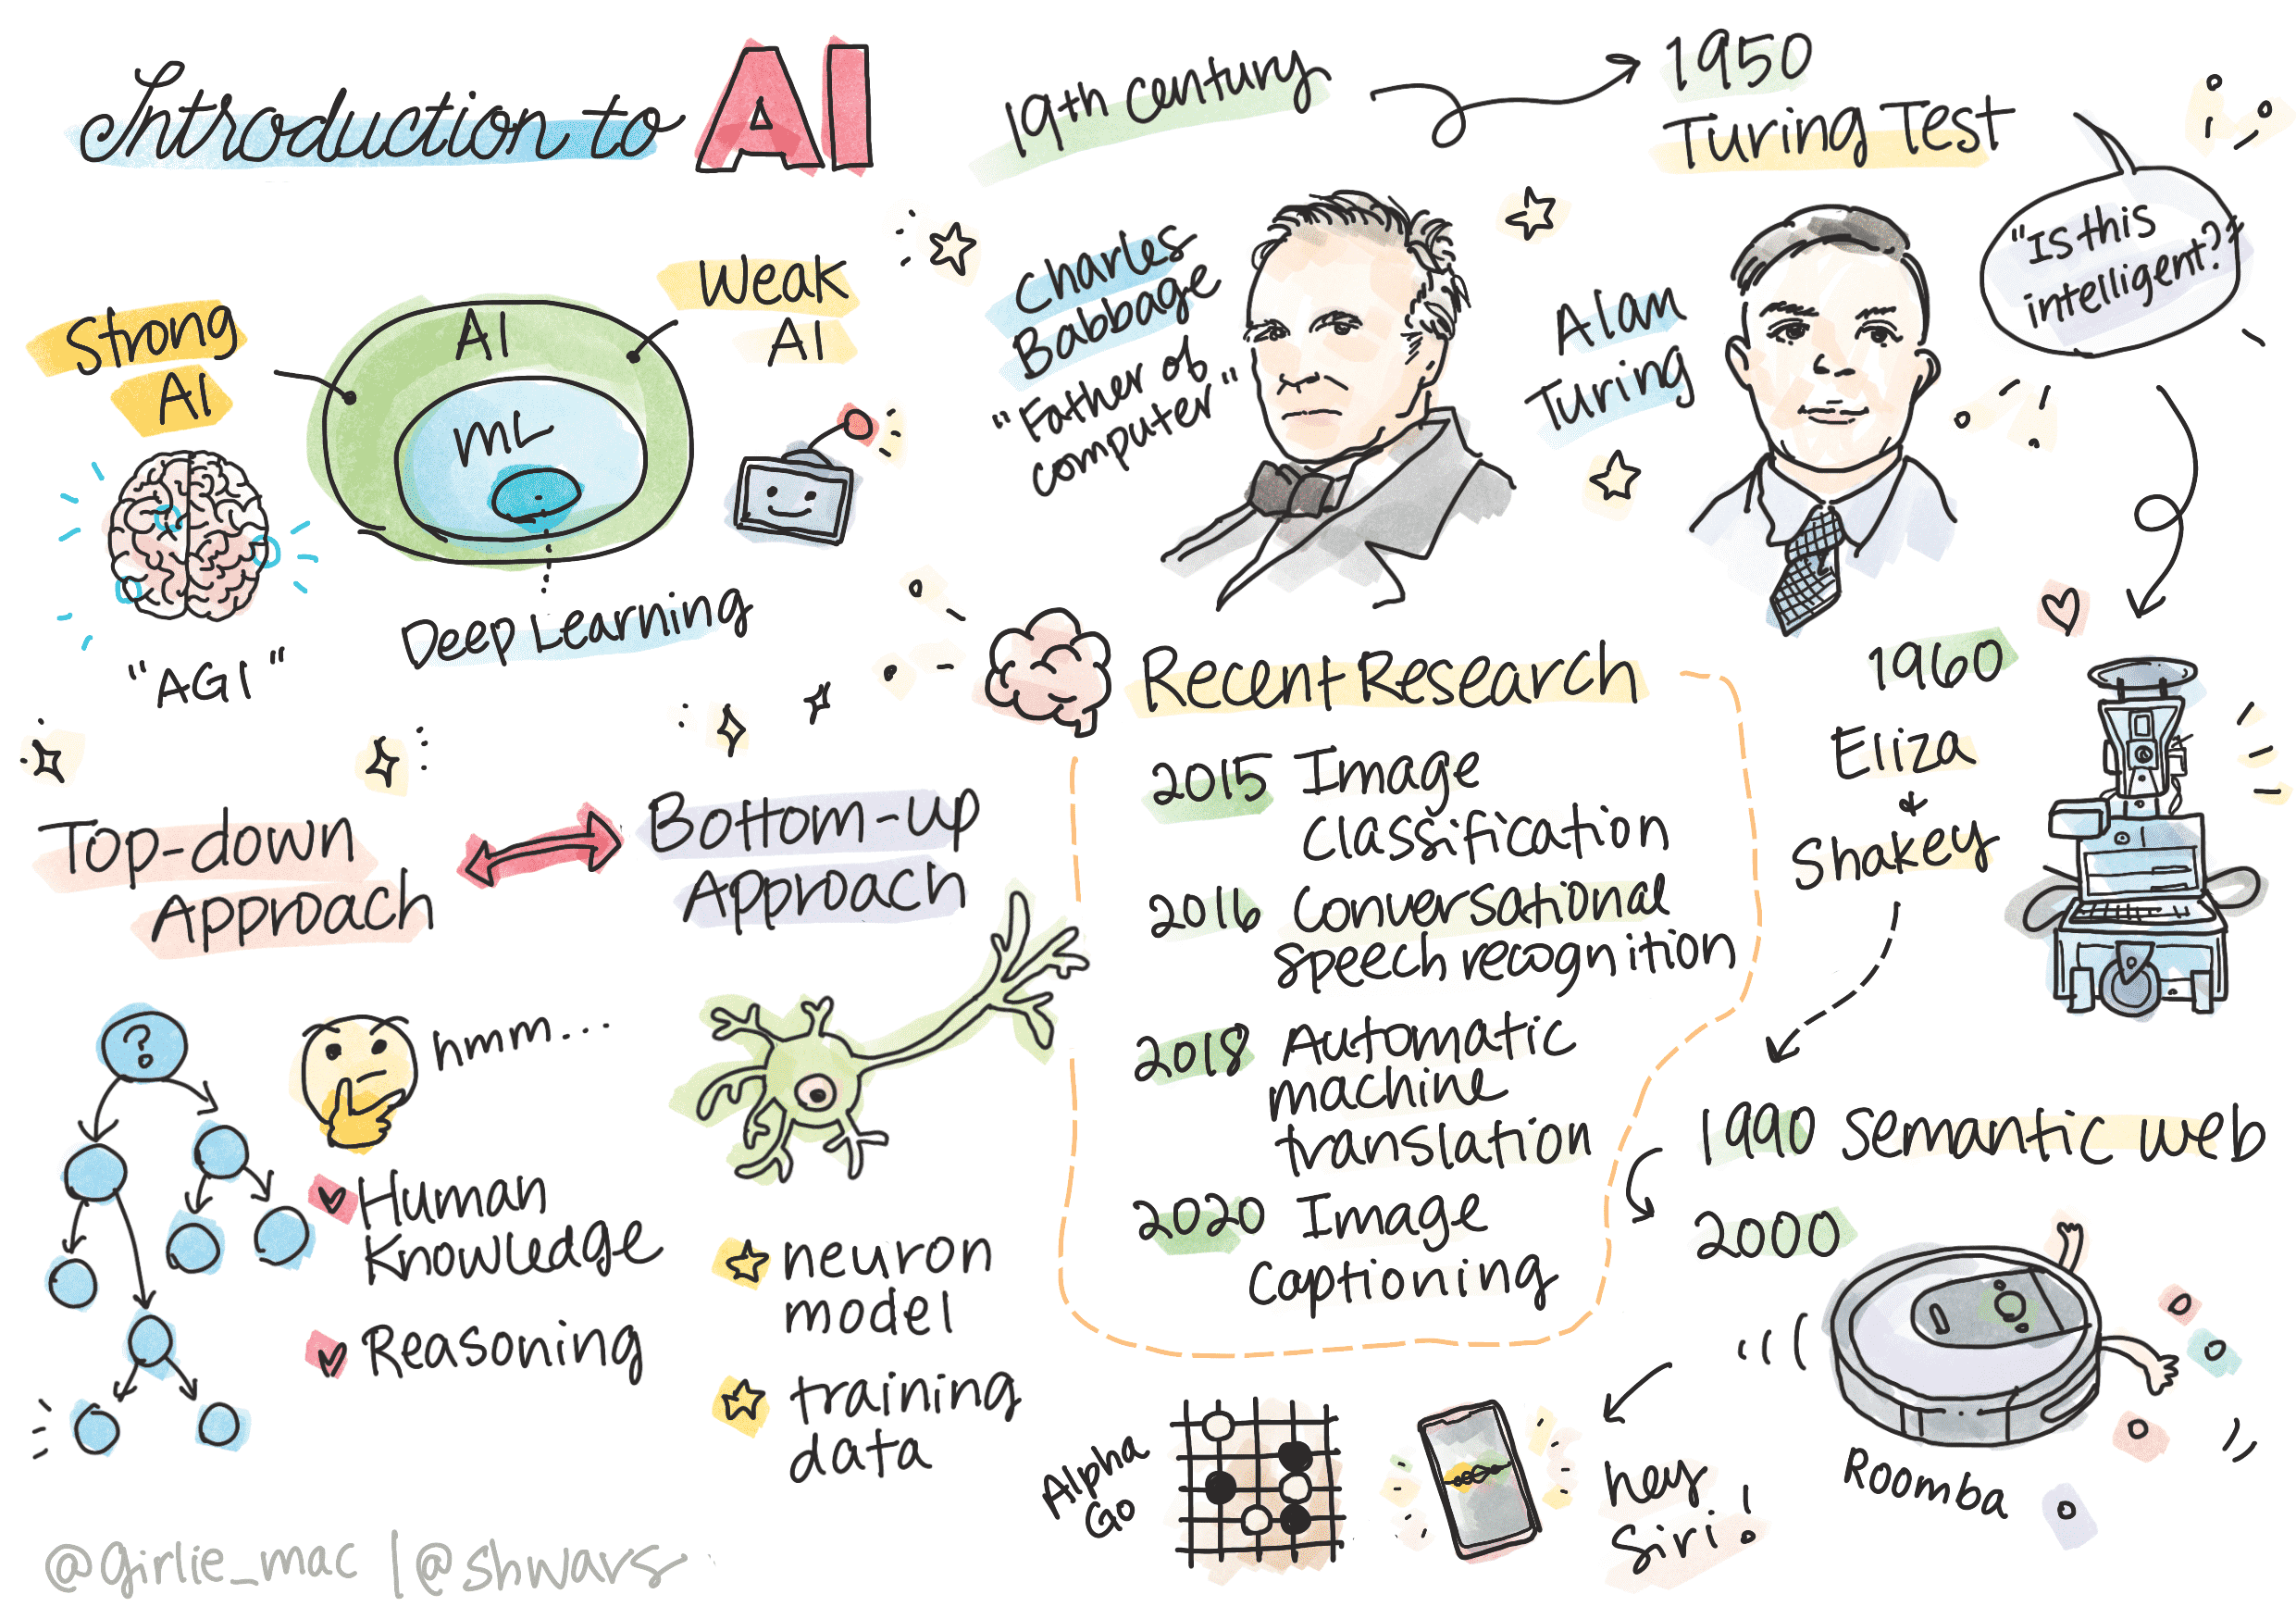 Introduction to AI
Strong
AI
"AGI"
AI
ML
Deep Learning
Weak
AI
19th century
Charles
Babbage
"Father of
computer"
1950
Turing Test
Alan
Turing
"Is this
intelligent?"
1960
Eliza
&
Shakey
1990 Semantic web
2000
Roomba
hey
Siri!
Alpha
Go
Recent Research
2015 Image
Classification
2016 Conversational
speech recognition
2018 Automatic
machine
translation
2020 Image
Captioning
Top-down
Approach
?
hmm...
Human
Knowledge
Reasoning
Bottom-up
Approach
neuron
model
training
data
@girlie_mac | @shwars